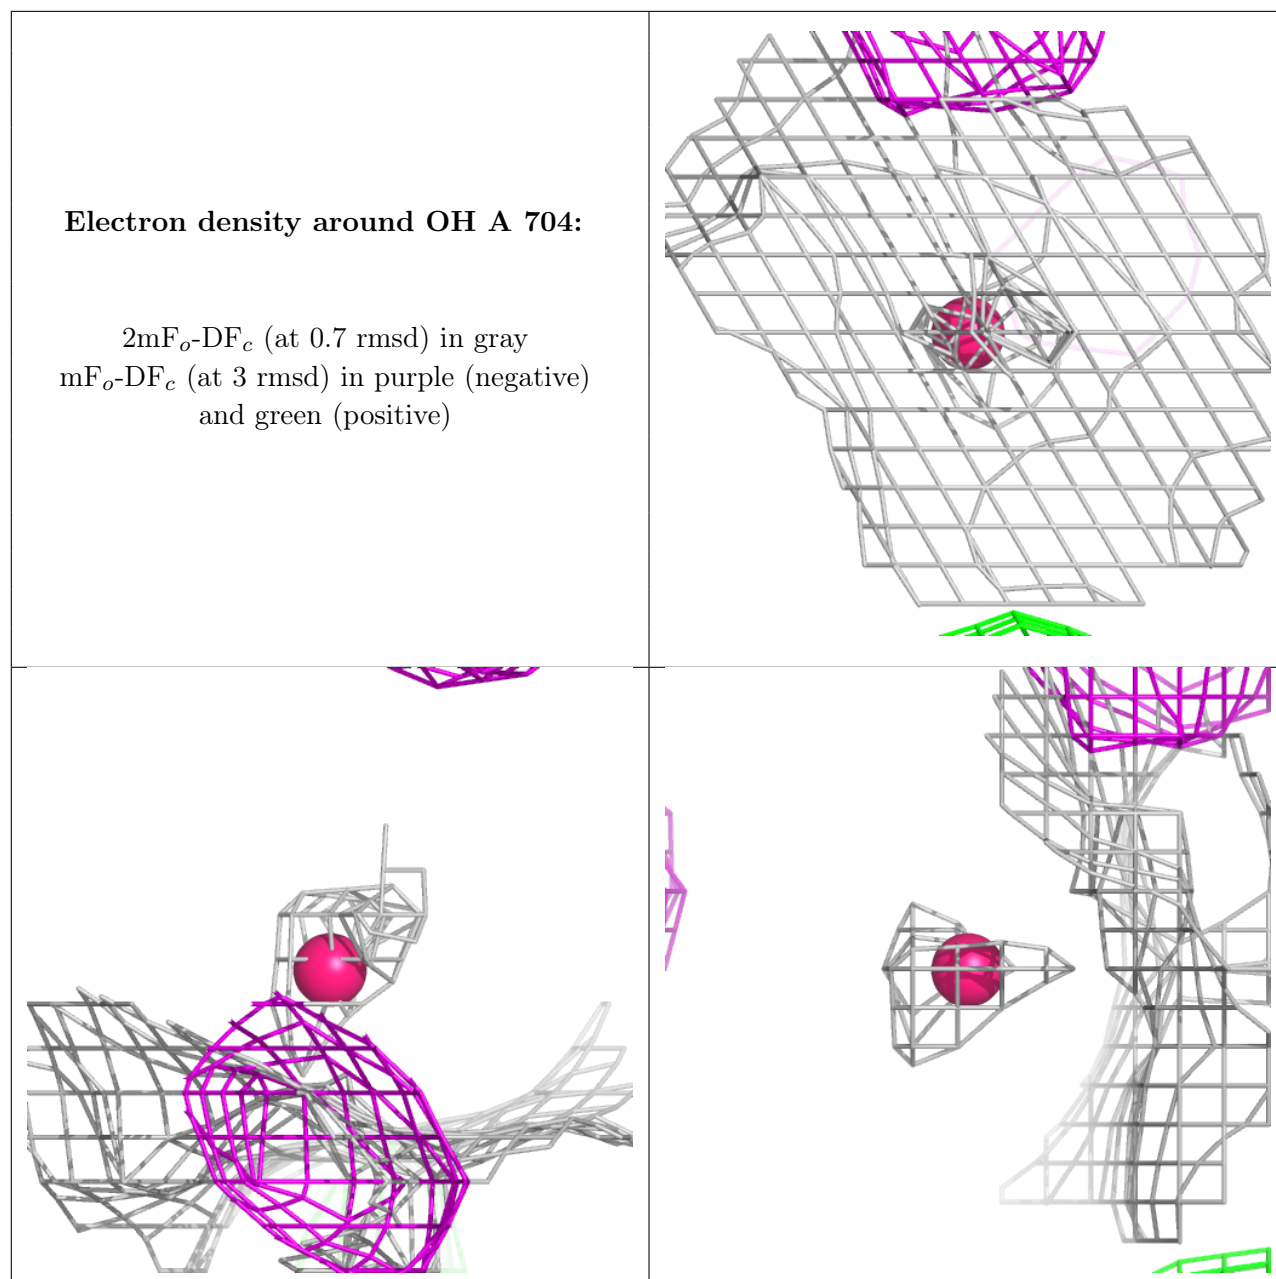 Electron density around OH A 704:
2mFo-DFc (at 0.7 rmsd) in gray
mFo-DFc (at 3 rmsd) in purple (negative)
and green (positive)